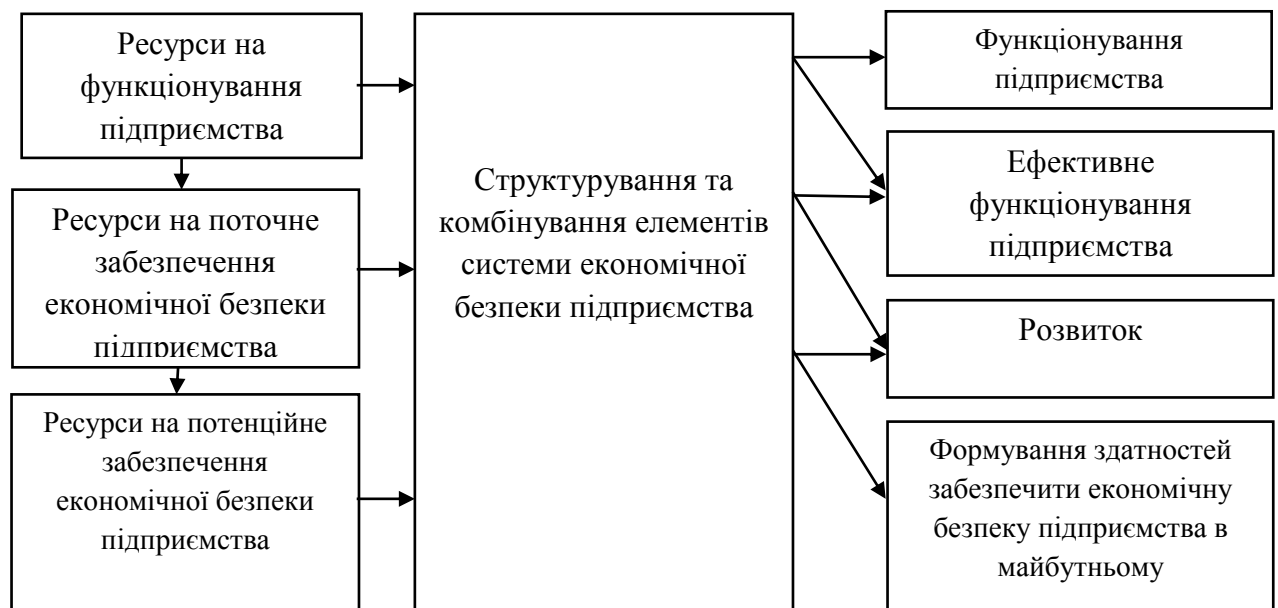 Ресурси на
функціонування
підприємства
Ресурси на поточне
забезпечення
економічної безпеки
підприємства
Ресурси на потенційне
забезпечення
економічної безпеки
підприємства
Структурування та
комбінування елементів
системи економічної
безпеки підприємства
Функціонування
підприємства
Ефективне
функціонування
підприємства
Розвиток
Формування здатностей
забезпечити економічну
безпеку підприємства в
майбутньому